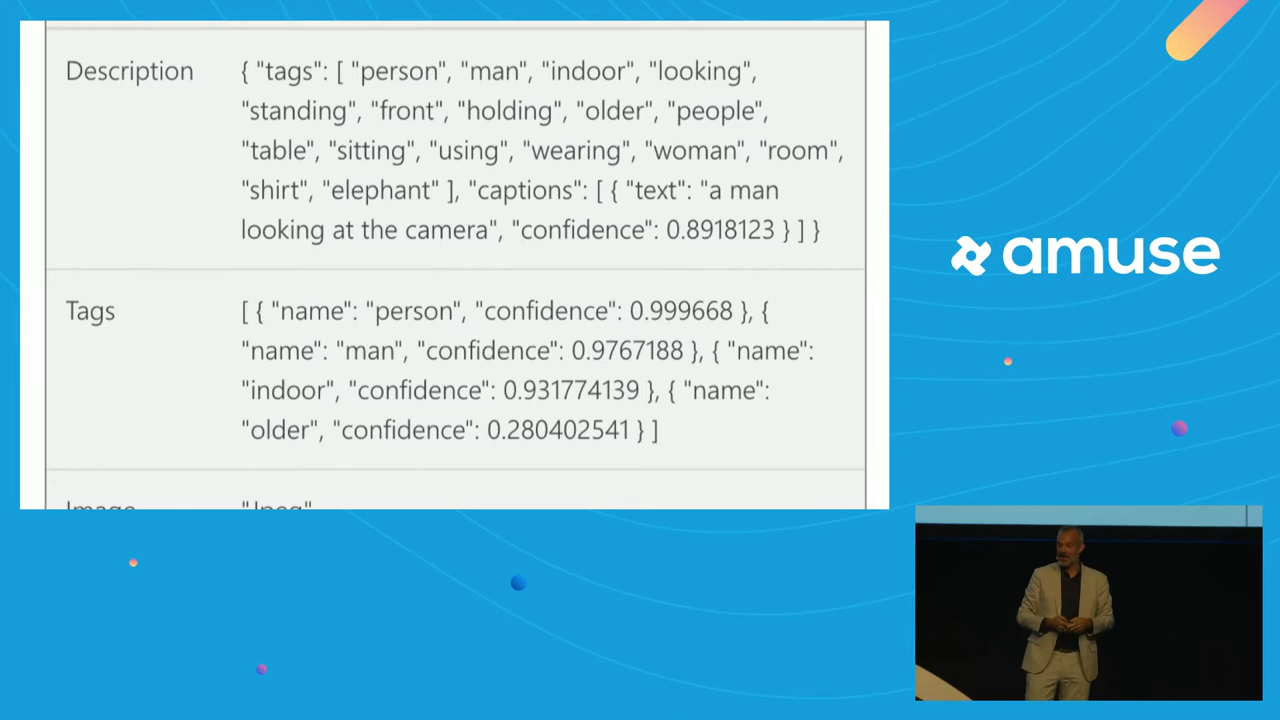 Description
{ "tags": [ "person", "man", "indoor", "looking",
"standing", "front", "holding", "older", "people",
"table", "sitting", "using", "wearing", "woman", "room",
"shirt", "elephant" ], "captions": [ { "text": "a man
looking at the camera", "confidence": 0.8918123 } ] }
Tags
[ { "name": "person", "confidence": 0.999668 }, {
"name": "man", "confidence": 0.9767188 }, { "name":
"indoor", "confidence": 0.931774139 }, { "name":
"older", "confidence": 0.280402541 } ]
Image
"Jpeg"
amuse